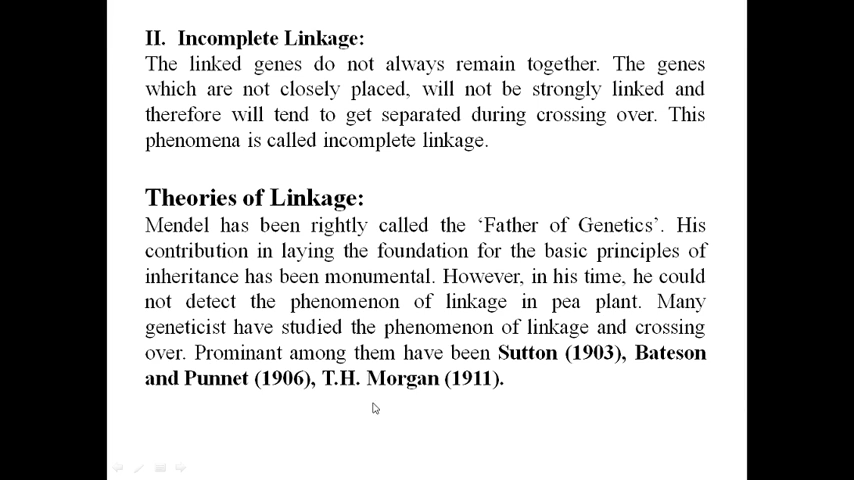 II. Incomplete Linkage:
The linked genes do not always remain together. The genes
which are not closely placed, will not be strongly linked and
therefore will tend to get separated during crossing over. This
phenomena is called incomplete linkage.
Theories of Linkage:
Mendel has been rightly called the ‘Father of Genetics’. His
contribution in laying the foundation for the basic principles of
inheritance has been monumental. However, in his time, he could
not detect the phenomenon of linkage in pea plant. Many
geneticist have studied the phenomenon of linkage and crossing
over. Prominant among them have been Sutton (1903), Bateson
and Punnet (1906), T.H. Morgan (1911).